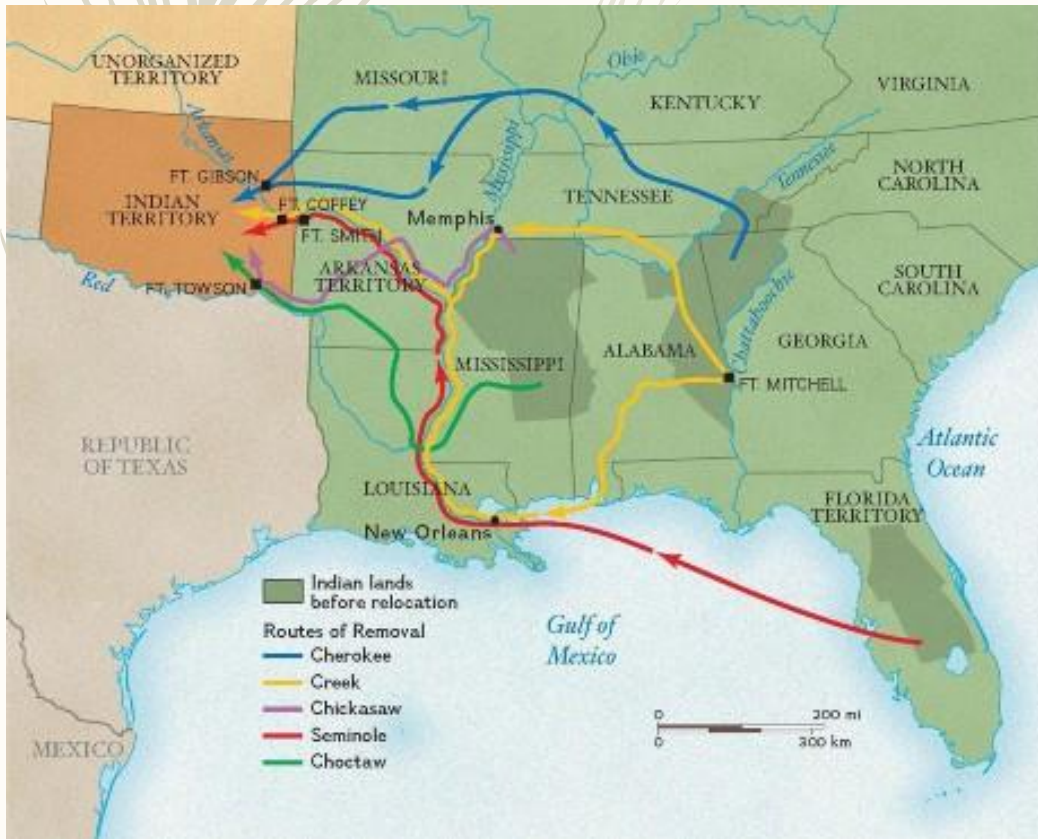 UNORGANIZED
TERRITORY
MISSOURI
Ohio
KENTUCKY
VIRGINIA
Arkansas
Mississippi
Tennessee
NORTH
CAROLINA
FT. GIBSON
INDIAN
TERRITORY
FT. COFFEY
FT. SMITH
Memphis
TENNESSEE
ARKANSAS
TERRITORY
SOUTH
CAROLINA
Red
FT. TOWSON
MISSISSIPPI
ALABAMA
Chattahoochie
GEORGIA
FT. MITCHELL
REPUBLIC
OF TEXAS
Atlantic
Ocean
LOUISIANA
New Orleans
FLORIDA
TERRITORY
Indian lands
before relocation
Routes of Removal
Cherokee
Creek
Chickasaw
Seminole
Choctaw
Gulf of
Mexico
0 200 mi
0 300 km
MEXICO